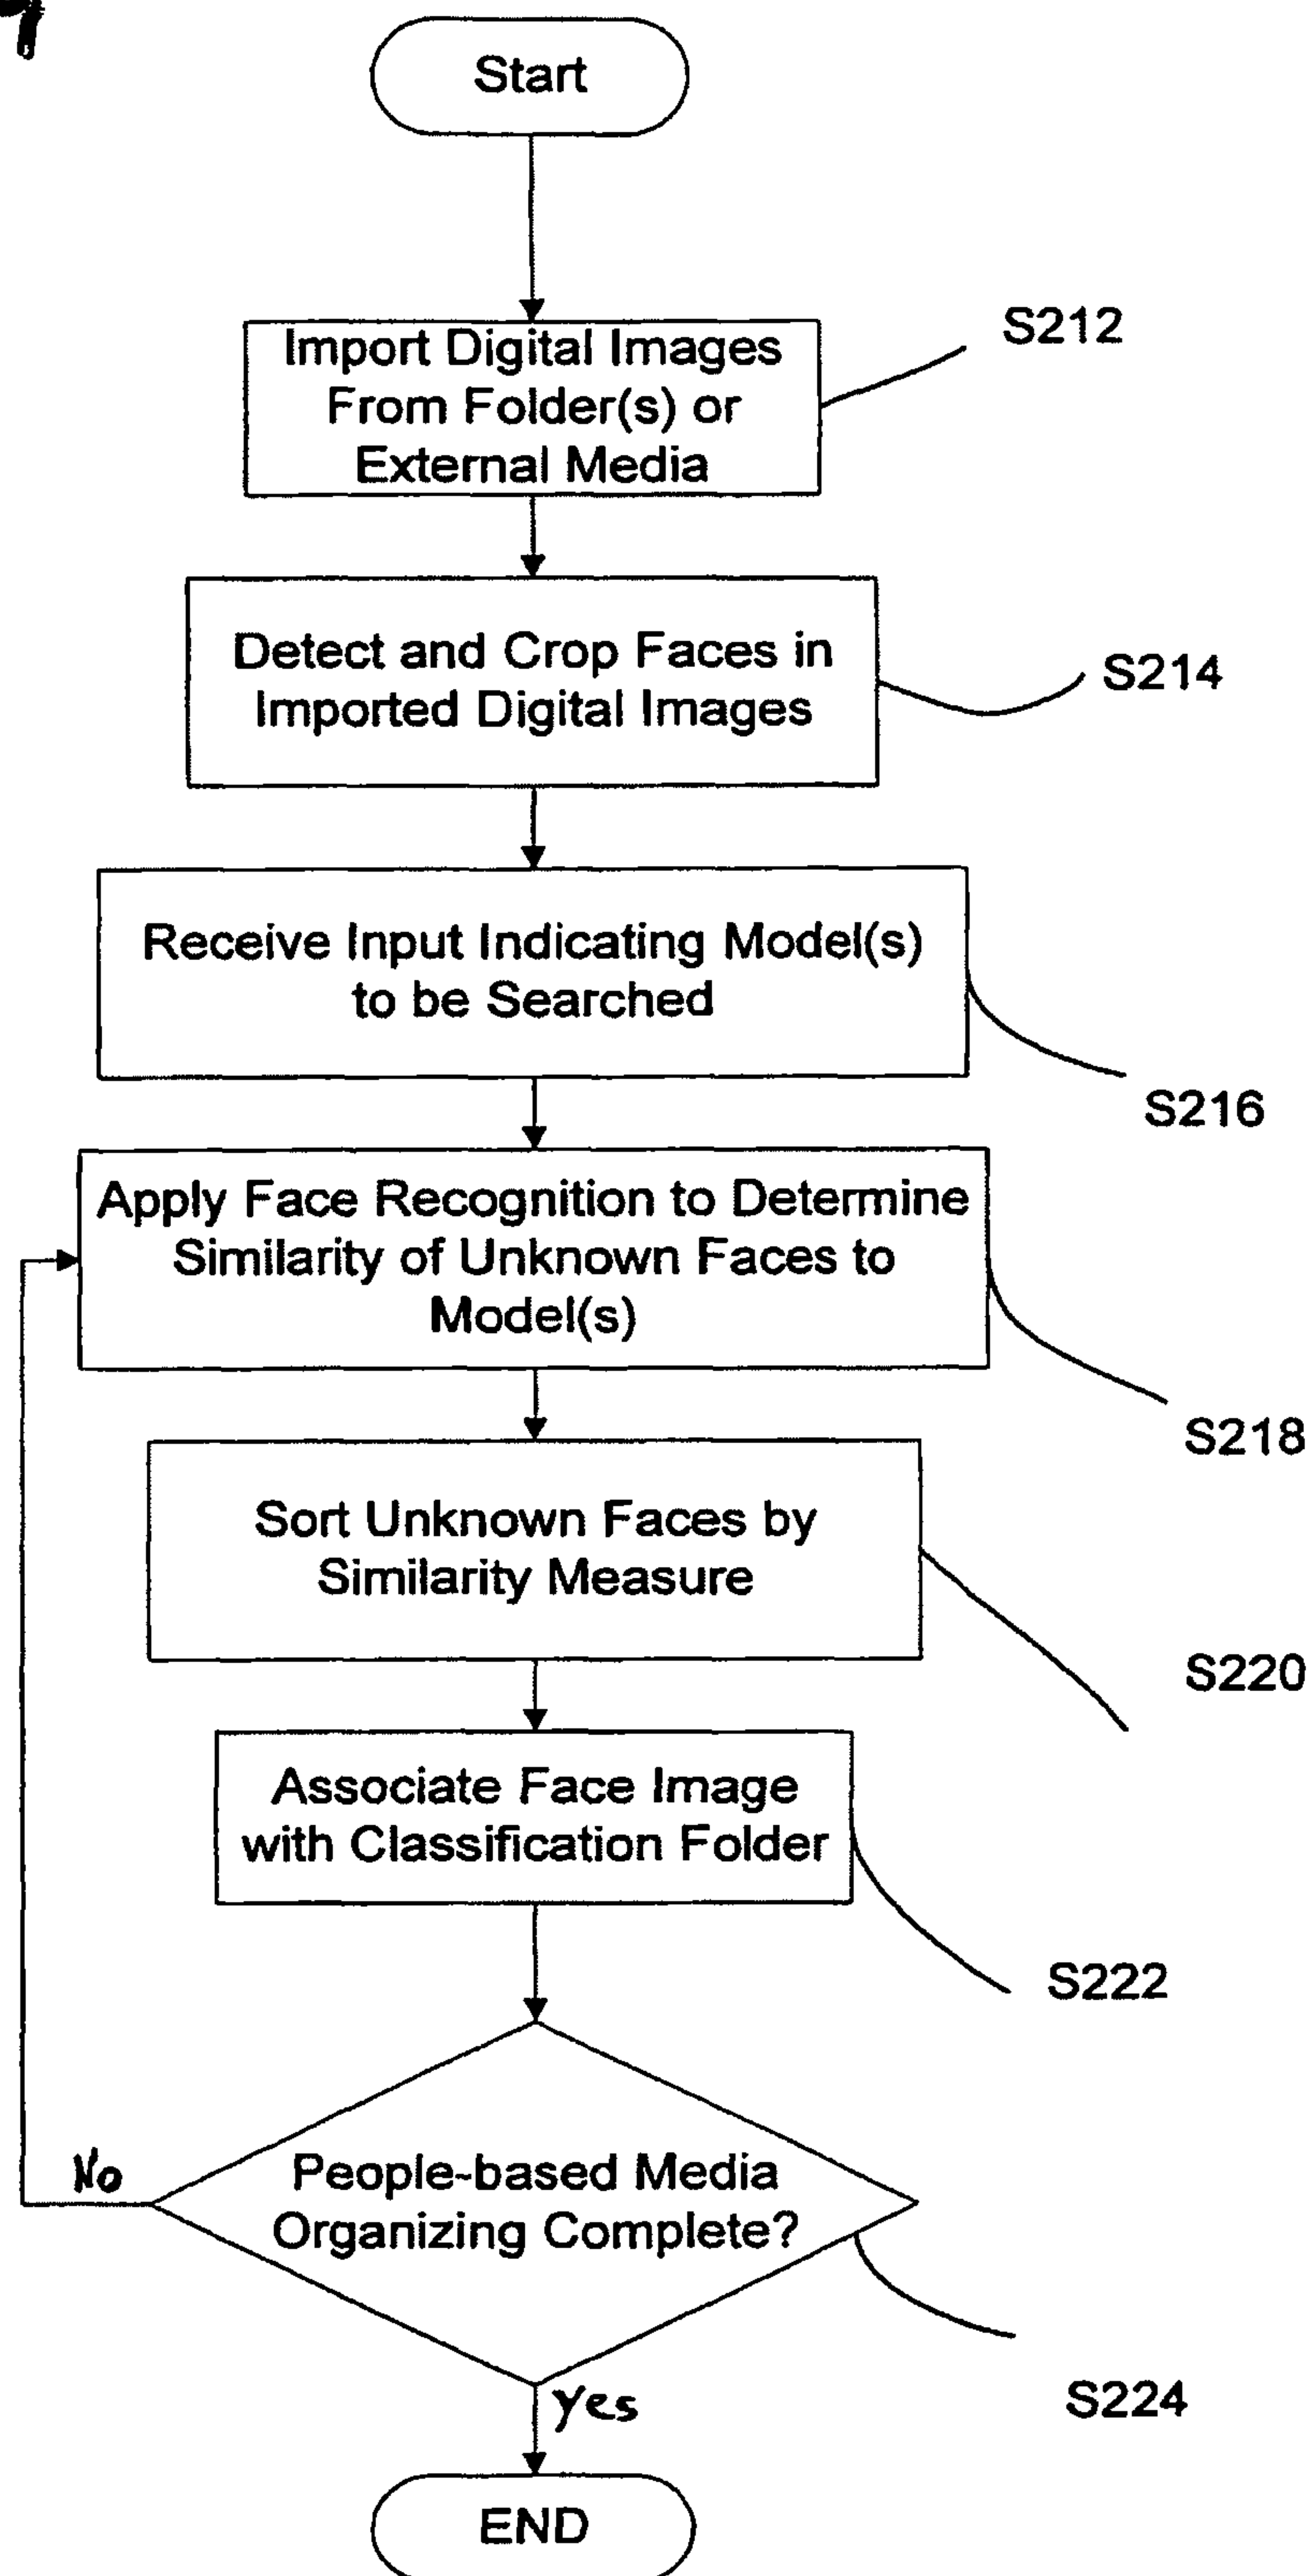 Start
Import Digital Images
From Folder(s) or
External Media
S212
Detect and Crop Faces in
Imported Digital Images
S214
Receive Input Indicating Model(s)
to be Searched
S216
Apply Face Recognition to Determine
Similarity of Unknown Faces to
Model(s)
S218
Sort Unknown Faces by
Similarity Measure
S220
Associate Face Image
with Classification Folder
S222
People-based Media
Organizing Complete?
No
S224
Yes
END